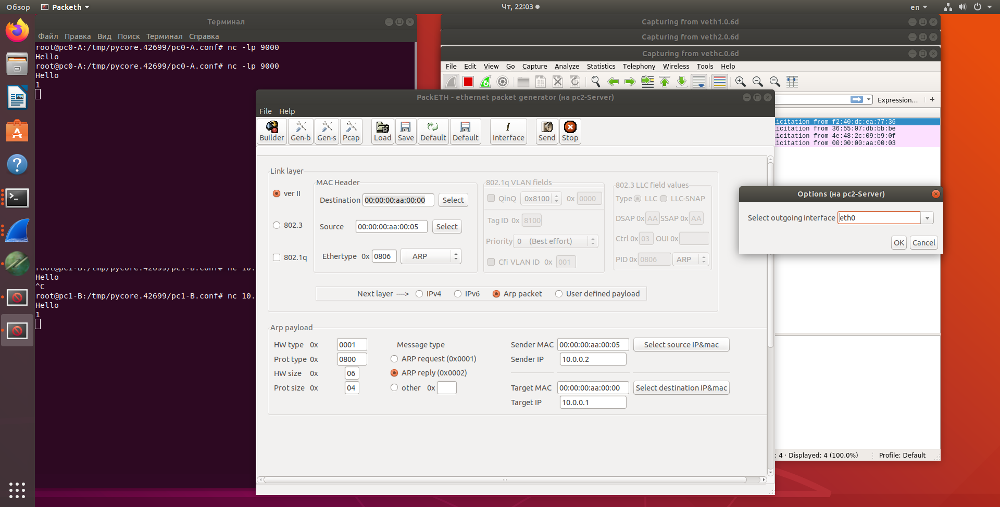 Обзор
Packeth
Чт, 22:03
en
Терминал
Файл Правка Вид Поиск Терминал Справка
root@pc0-A:/tmp/pycore.42699/pc0-A.conf# nc -lp 9000
Hello
root@pc0-A:/tmp/pycore.42699/pc0-A.conf# nc -lp 9000
Hello
1
root@pc1-B:/tmp/pycore.42699/pc1-B.conf# nc 10.
Hello
^C
root@pc1-B:/tmp/pycore.42699/pc1-B.conf# nc 10.
Hello
1
Capturing from veth1.0.6d
Capturing from veth2.0.6d
Capturing from vethc.0.6d
File Edit View Go Capture Analyze Statistics Telephony Wireless Tools Help
Expression… +
icitation from f2:40:dc:ea:77:36
icitation from 36:55:07:db:bb:be
icitation from 4e:48:2c:09:b9:0f
icitation from 00:00:00:aa:00:03
: 4 · Displayed: 4 (100.0%) Profile: Default
PackETH - ethernet packet generator (на pc2-Server)
File Help
Builder Gen-b Gen-s Pcap Load Save Default Default Interface Send Stop
Link layer
ver II
802.3
802.1q
MAC Header
Destination 00:00:00:aa:00:00 Select
Source 00:00:00:aa:00:05 Select
Ethertype 0x 0806 ARP
802.1q VLAN fields
QinQ 0x8100 0x 0000
Tag ID 0x 8100
Priority 0 (Best effort)
Cfi VLAN ID 0x 001
802.3 LLC field values
Type LLC LLC-SNAP
DSAP 0x AA SSAP 0x AA
Ctrl 0x 03 OUI 0x
PID 0x 0806 ARP
Next layer ----> IPv4 IPv6 Arp packet User defined payload
Arp payload
HW type 0x 0001
Prot type 0x 0800
HW size 0x 06
Prot size 0x 04
Message type
ARP request (0x0001)
ARP reply (0x0002)
other 0x
Sender MAC 00:00:00:aa:00:05 Select source IP&mac
Sender IP 10.0.0.2
Target MAC 00:00:00:aa:00:00 Select destination IP&mac
Target IP 10.0.0.1
Options (на pc2-Server)
Select outgoing interface eth0
OK Cancel